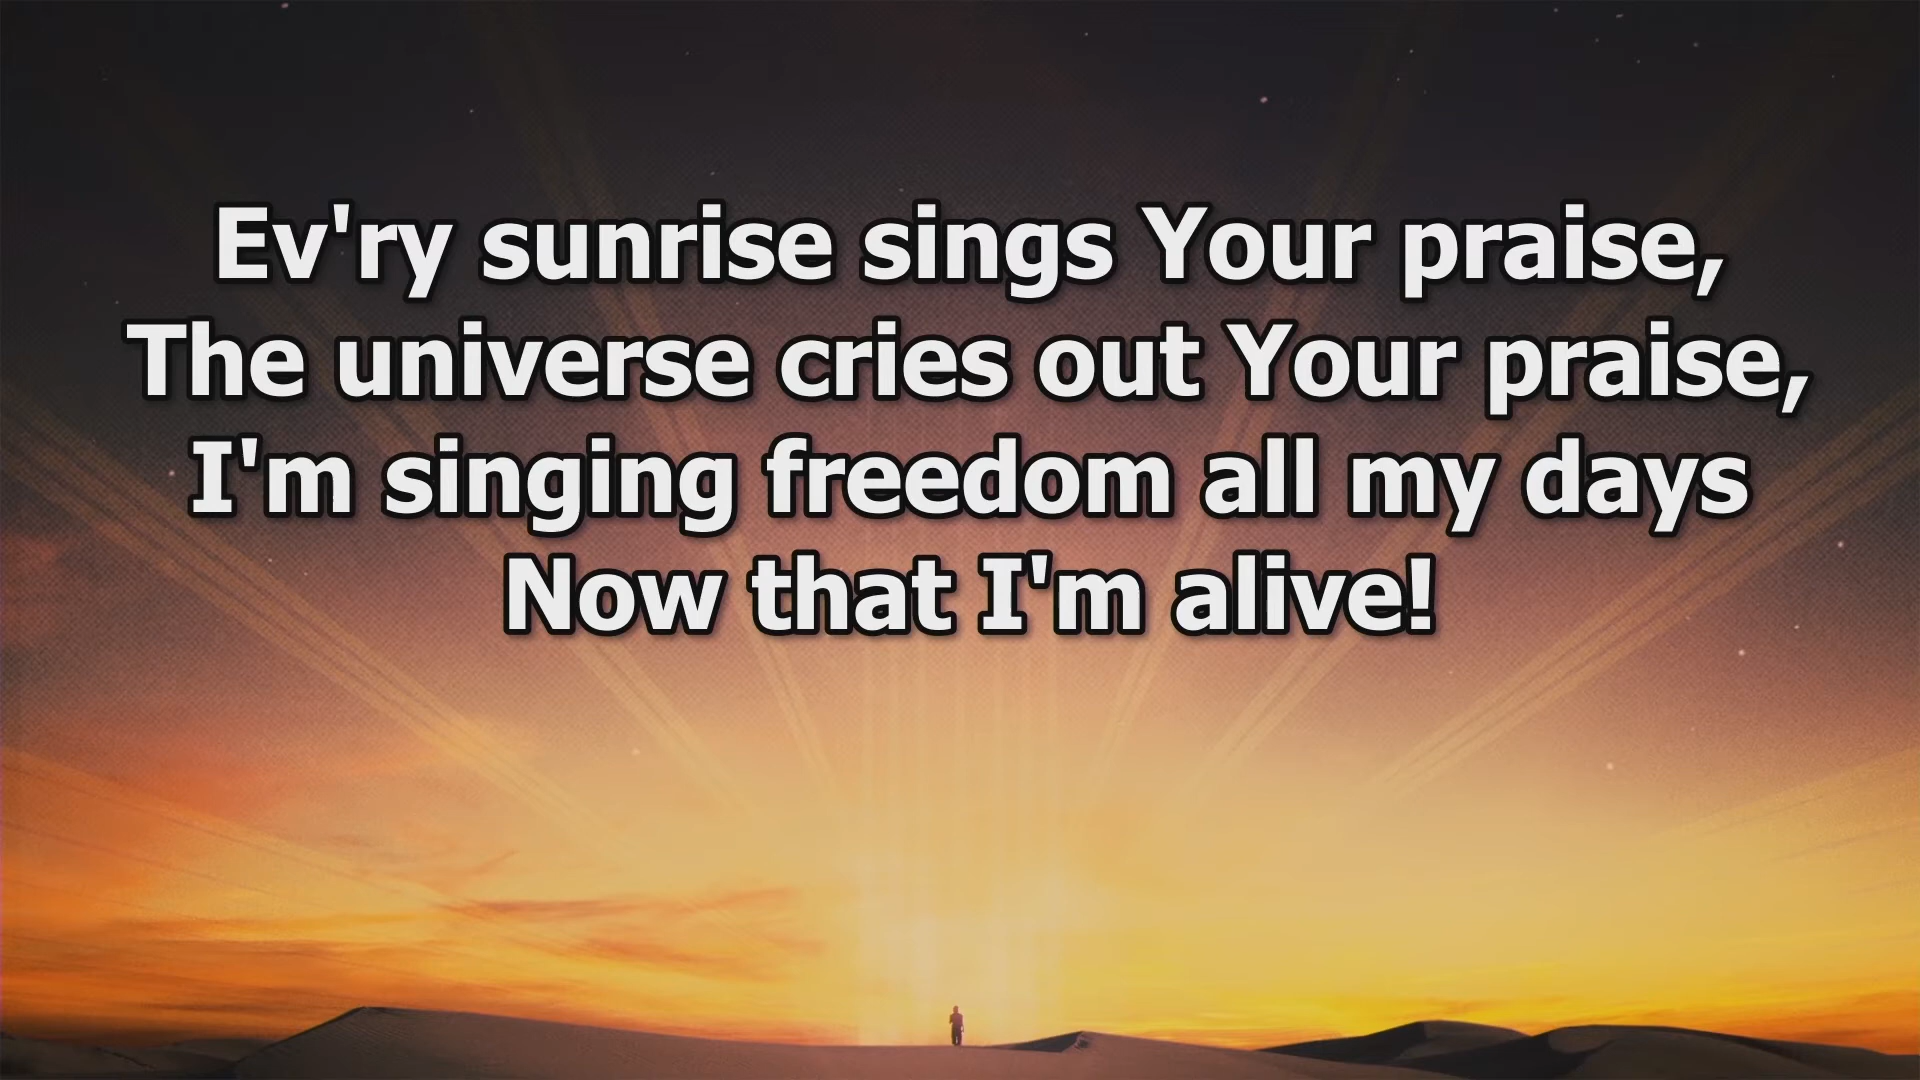 Ev'ry sunrise sings Your praise,
The universe cries out Your praise,
I'm singing freedom all my days
Now that I'm alive!